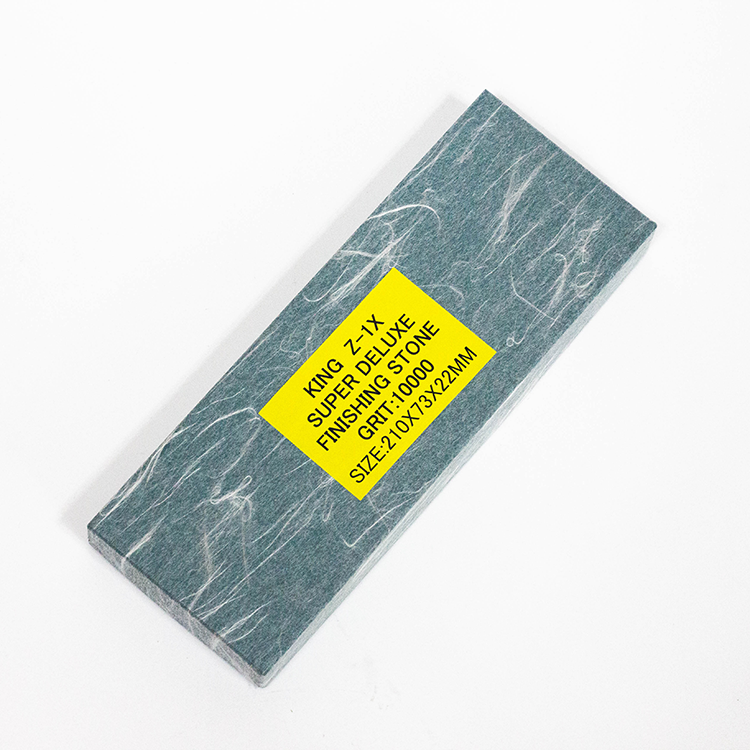 KING Z-1X
SUPER DELUXE
FINISHING STONE
GRIT:10000
SIZE:210X73X22MM